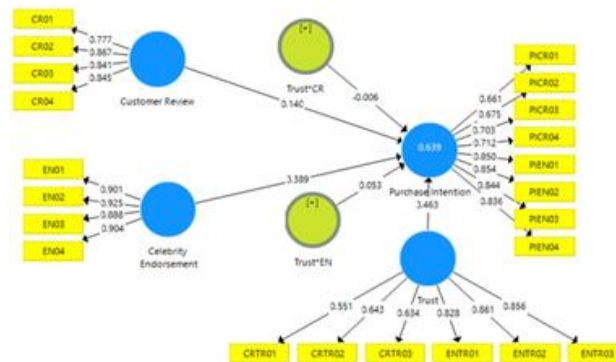 CR01
CR02
CR03
CR04
0.777
0.867
0.841
0.845
Customer Review
[+]
Trust*CR
-0.006
0.140
EN01
EN02
EN03
EN04
0.901
0.925
0.888
0.904
Celebrity
Endorsement
0.389
[+]
Trust*EN
0.053
0.639
Purchase Intention
0.463
PICR01
PICR02
PICR03
PICR04
PIEN01
PIEN02
PIEN03
PIEN04
0.661
0.675
0.703
0.712
0.850
0.854
0.844
0.836
Trust
0.551
0.643
0.634
0.828
0.861
0.856
CRTR01
CRTR02
CRTR03
ENTR01
ENTR02
ENTR03